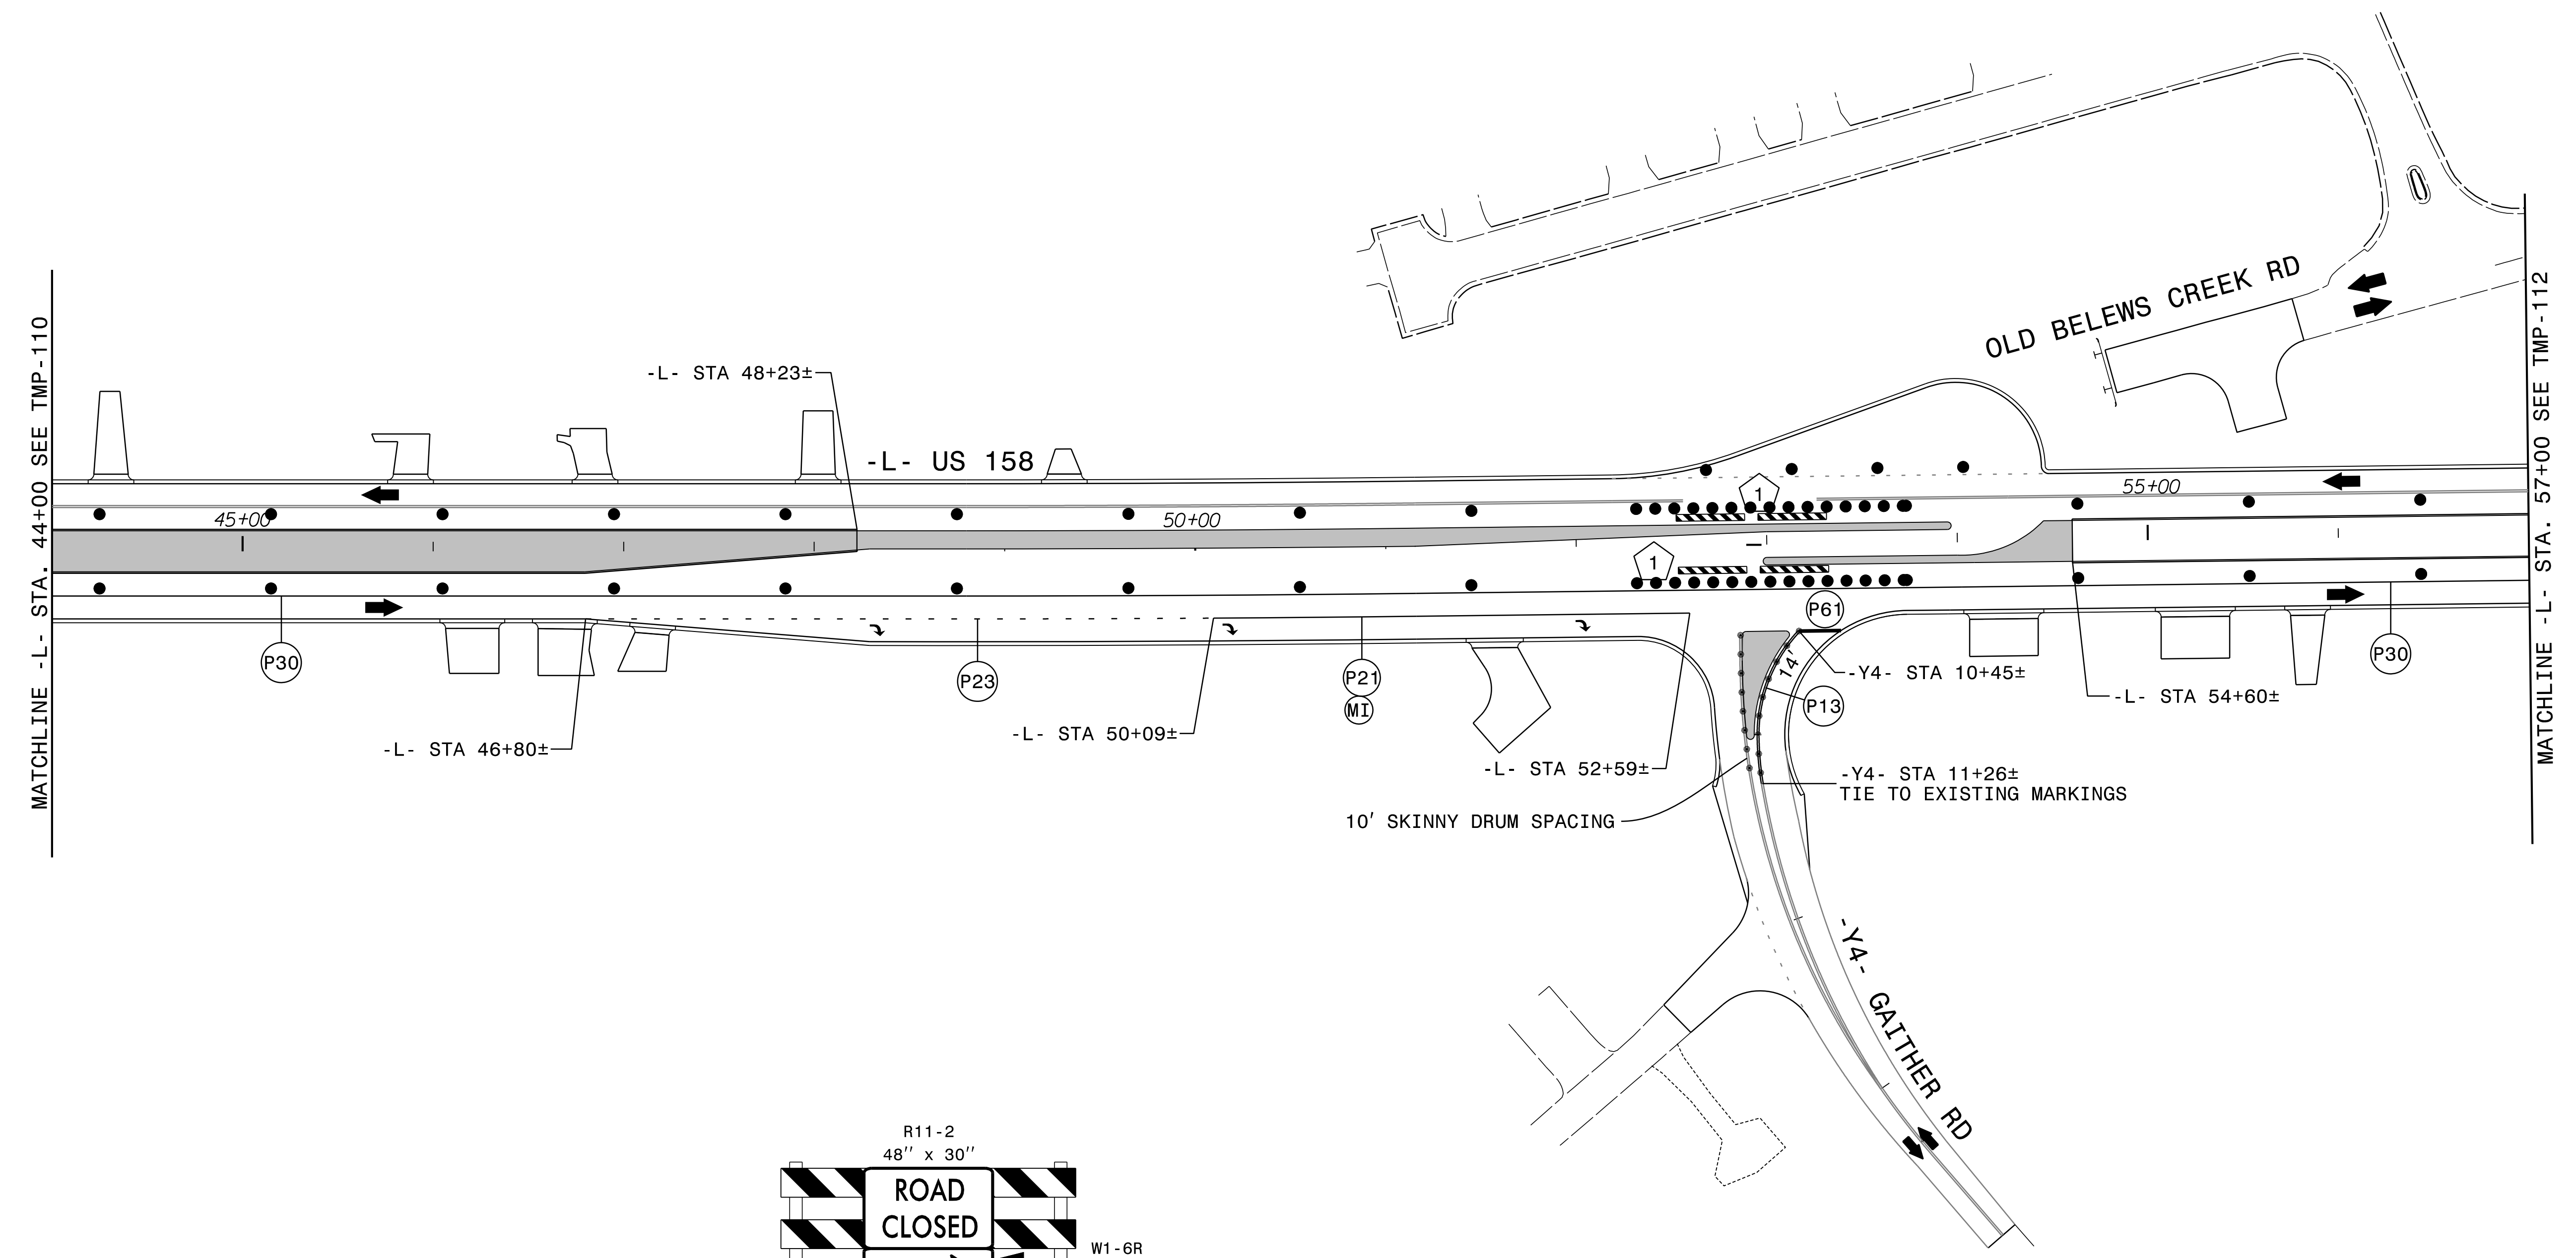 MATCHLINE -L- STA. 44+00 SEE TMP-110
OLD BELEWS CREEK RD
MATCHLINE -L- STA. 57+00 SEE TMP-112
-L- STA 48+23±
-L- US 158
45+00
50+00
55+00
1
1
P30
P23
P21
MI
P61
14'
P13
P30
-Y4- STA 10+45±
-L- STA 54+60±
-L- STA 46+80±
-L- STA 50+09±
-L- STA 52+59±
-Y4- STA 11+26±
TIE TO EXISTING MARKINGS
10' SKINNY DRUM SPACING
-Y4- GAITHER RD
R11-2
48" x 30"
ROAD
CLOSED
W1-6R